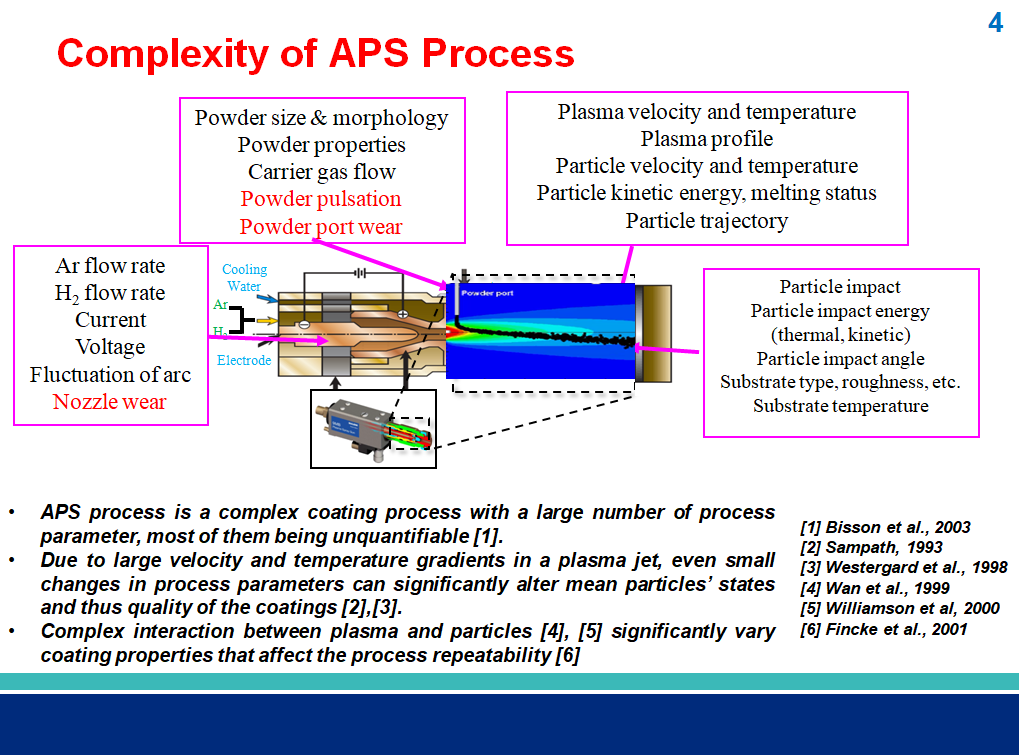 4
Complexity of APS Process
Powder size & morphology
Powder properties
Carrier gas flow
Powder pulsation
Powder port wear
Plasma velocity and temperature
Plasma profile
Particle velocity and temperature
Particle kinetic energy, melting status
Particle trajectory
Ar flow rate
H2 flow rate
Current
Voltage
Fluctuation of arc
Nozzle wear
Cooling
Water
Ar
H2
Electrode
Powder port
Particle impact
Particle impact energy
(thermal, kinetic)
Particle impact angle
Substrate type, roughness, etc.
Substrate temperature
• APS process is a complex coating process with a large number of process
parameter, most of them being unquantifiable [1].
• Due to large velocity and temperature gradients in a plasma jet, even small
changes in process parameters can significantly alter mean particles’ states
and thus quality of the coatings [2],[3].
• Complex interaction between plasma and particles [4], [5] significantly vary
coating properties that affect the process repeatability [6]
[1] Bisson et al., 2003
[2] Sampath, 1993
[3] Westergard et al., 1998
[4] Wan et al., 1999
[5] Williamson et al, 2000
[6] Fincke et al., 2001